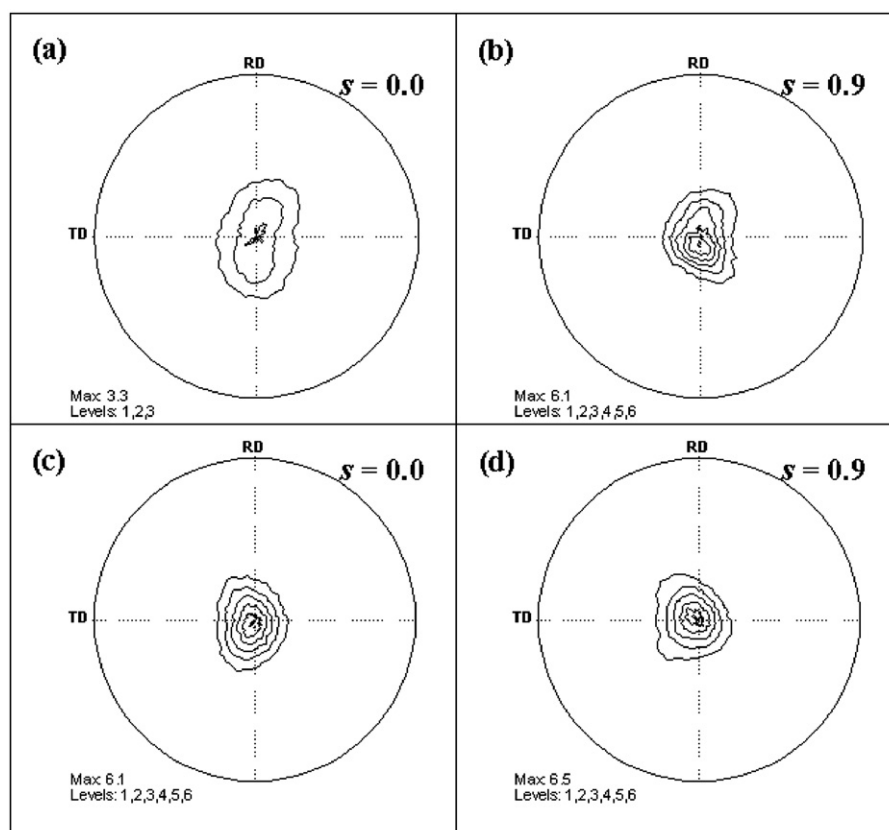 (a)
RD
s = 0.0
TD
Max: 3.3
Levels: 1,2,3
(b)
RD
s = 0.9
TD
Max: 6.1
Levels: 1,2,3,4,5,6
(c)
RD
s = 0.0
TD
Max: 6.1
Levels: 1,2,3,4,5,6
(d)
RD
s = 0.9
TD
Max: 6.5
Levels: 1,2,3,4,5,6